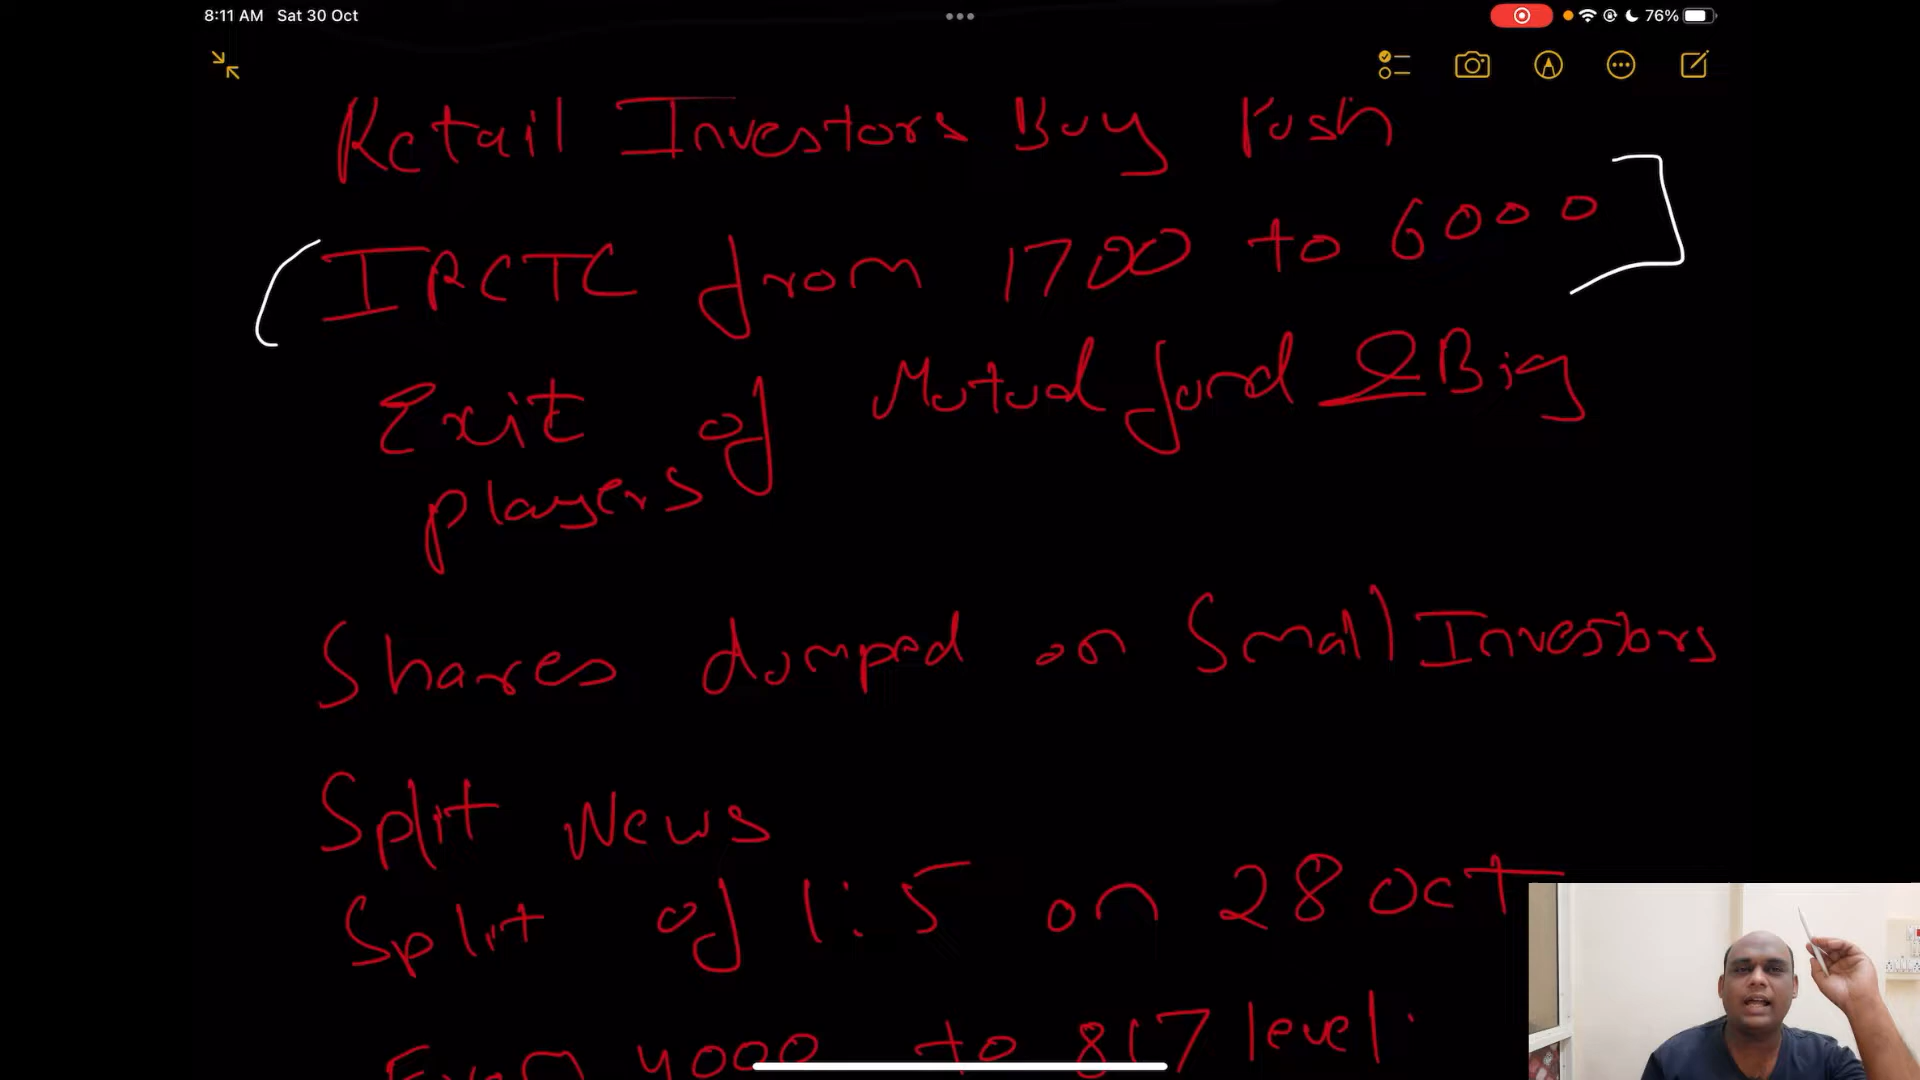 8:11 AM Sat 30 Oct
76%
Retail Investors Buy Push
(IRCTC from 1700 to 6000]
Exit of Mutual fund & Big
players
Shares dumped on Small Investors
Split News
Split of 1:5 on 28 Oct
From 4000 to 817 level.